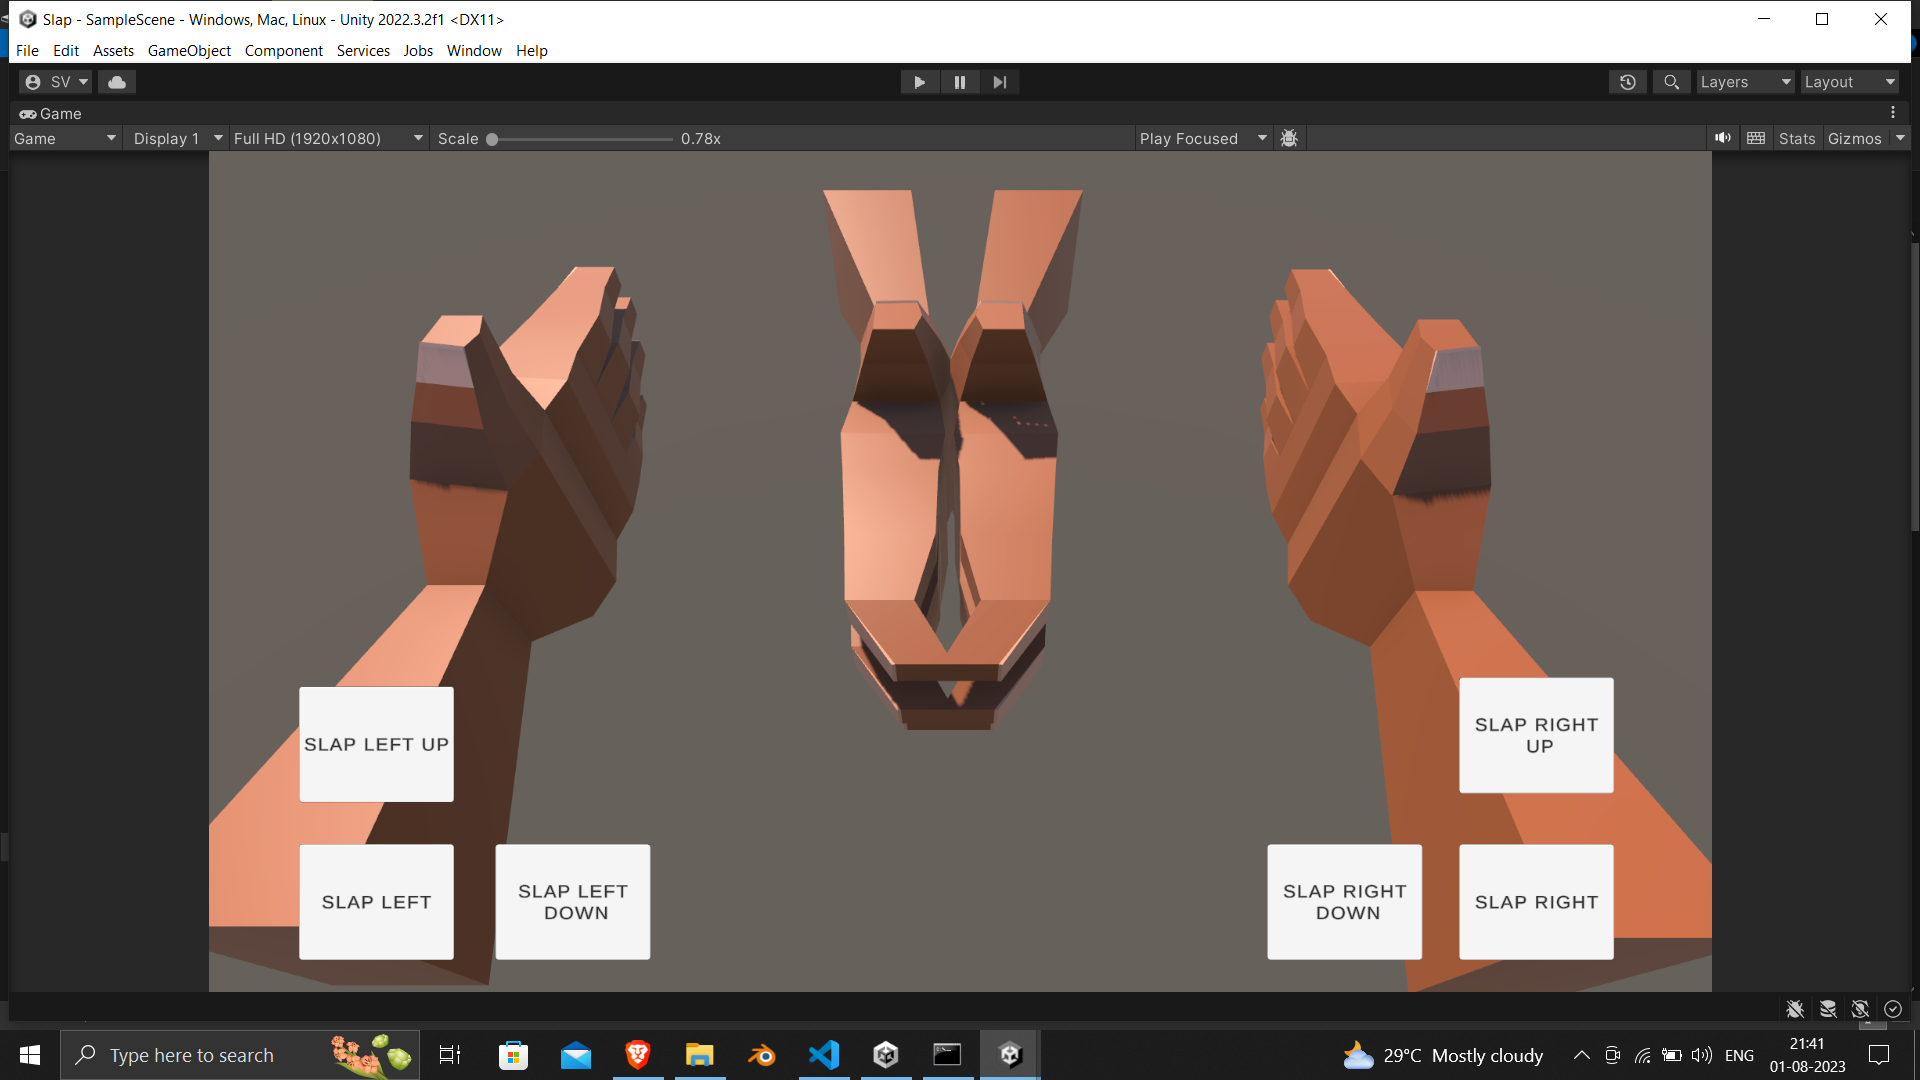 Slap - SampleScene - Windows, Mac, Linux - Unity 2022.3.2f1 <DX11>
File Edit Assets GameObject Component Services Jobs Window Help
SV Layers Layout
Game
Game Display 1 Full HD (1920x1080) Scale 0.78x Play Focused Stats Gizmos
SLAP LEFT UP
SLAP RIGHT
UP
SLAP LEFT
SLAP LEFT
DOWN
SLAP RIGHT
DOWN
SLAP RIGHT
Type here to search
29°C Mostly cloudy
ENG
21:41
01-08-2023